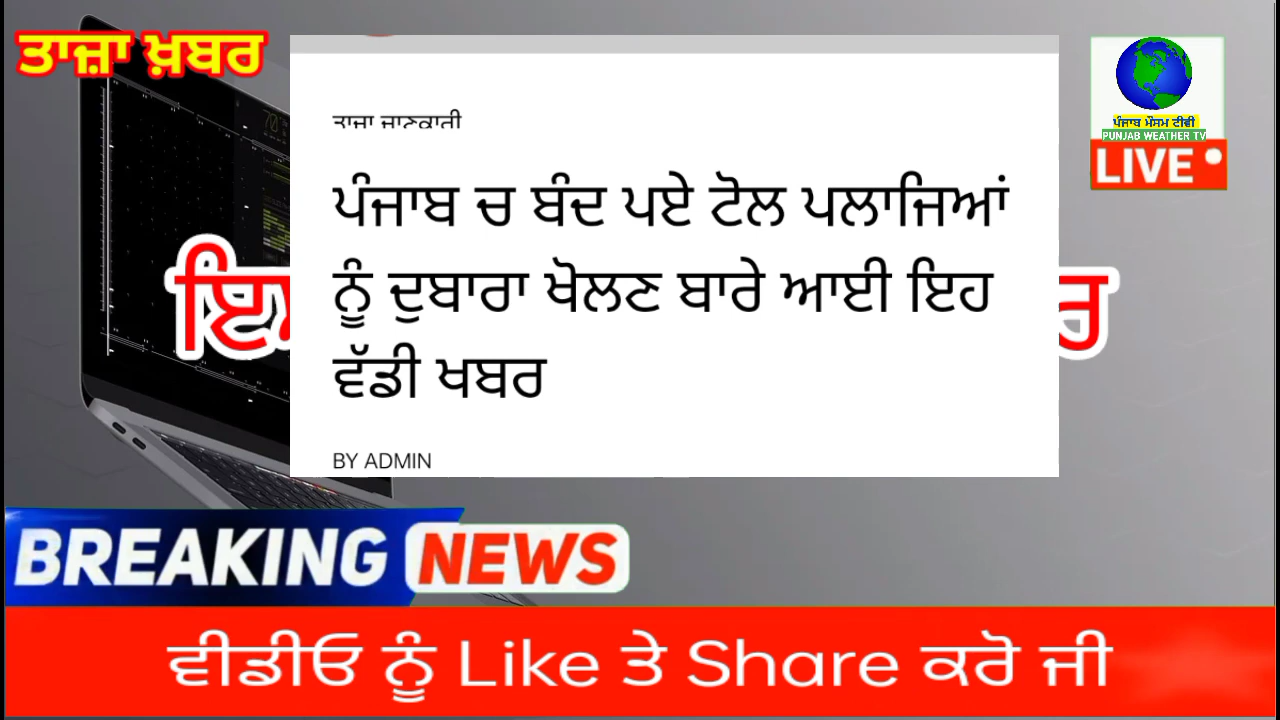 ਤਾਜ਼ਾ ਖ਼ਬਰ
ਪੰਜਾਬ ਮੌਸਮ ਟੀਵੀ
PUNJAB WEATHER TV
LIVE
ਤਾਜਾ ਜਾਣਕਾਰੀ
ਪੰਜਾਬ ਚ ਬੰਦ ਪਏ ਟੋਲ ਪਲਾਜਿਆਂ
ਨੂੰ ਦੁਬਾਰਾ ਖੋਲਣ ਬਾਰੇ ਆਈ ਇਹ
ਵੱਡੀ ਖਬਰ
BY ADMIN
BREAKING NEWS
ਵੀਡੀਓ ਨੂੰ Like ਤੇ Share ਕਰੋ ਜੀ